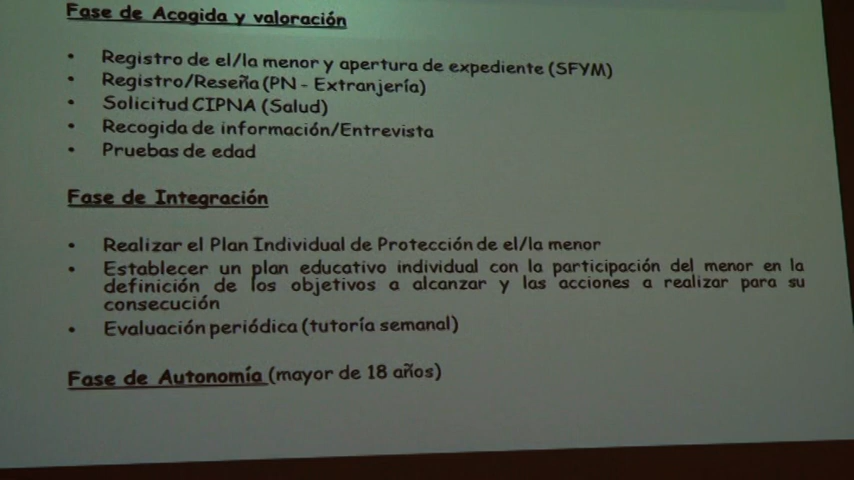 Fase de Acogida y valoración
• Registro de el/la menor y apertura de expediente (SFYM)
• Registro/Reseña (PN - Extranjería)
• Solicitud CIPNA (Salud)
• Recogida de información/Entrevista
• Pruebas de edad
Fase de Integración
• Realizar el Plan Individual de Protección de el/la menor
• Establecer un plan educativo individual con la participación del menor en la
definición de los objetivos a alcanzar y las acciones a realizar para su
consecución
• Evaluación periódica (tutoría semanal)
Fase de Autonomía (mayor de 18 años)